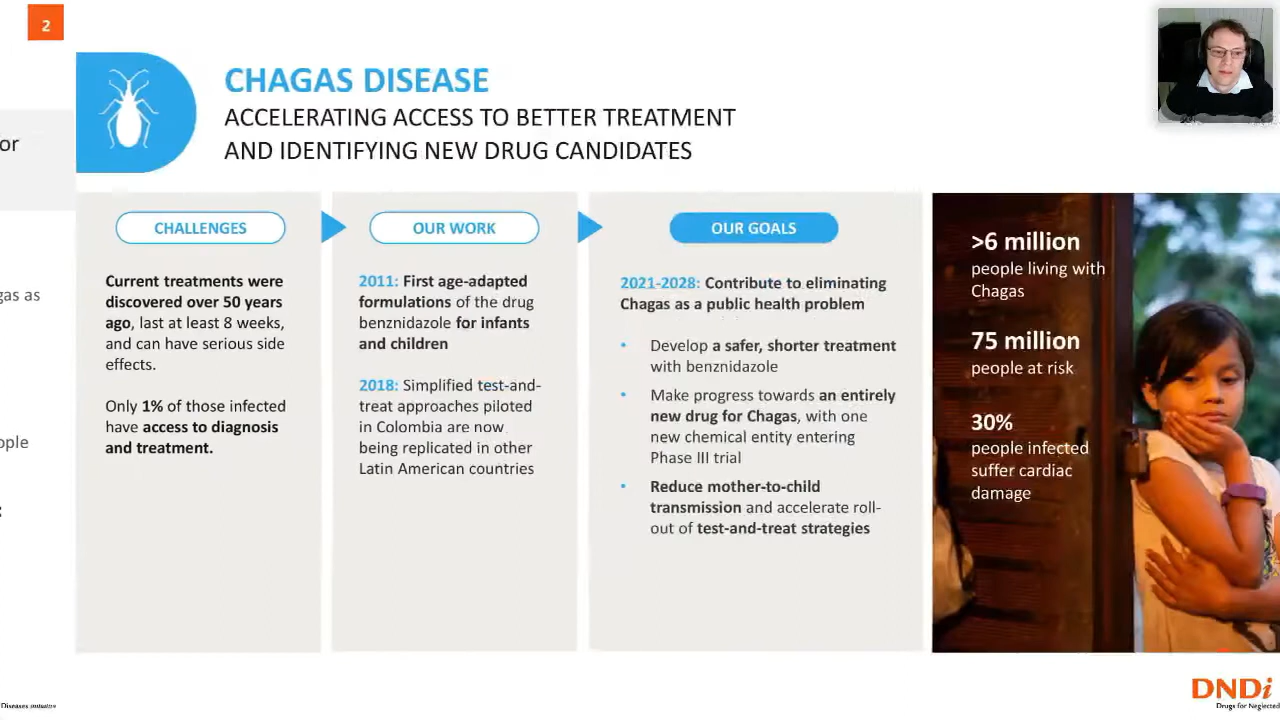 2
CHAGAS DISEASE
ACCELERATING ACCESS TO BETTER TREATMENT
AND IDENTIFYING NEW DRUG CANDIDATES
or
gas as
ople
:
CHALLENGES
Current treatments were
discovered over 50 years
ago, last at least 8 weeks,
and can have serious side
effects.
Only 1% of those infected
have access to diagnosis
and treatment.
OUR WORK
2011: First age-adapted
formulations of the drug
benznidazole for infants
and children
2018: Simplified test-and-
treat approaches piloted
in Colombia are now
being replicated in other
Latin American countries
OUR GOALS
2021-2028: Contribute to eliminating
Chagas as a public health problem
• Develop a safer, shorter treatment
with benznidazole
• Make progress towards an entirely
new drug for Chagas, with one
new chemical entity entering
Phase III trial
• Reduce mother-to-child
transmission and accelerate roll-
out of test-and-treat strategies
>6 million
people living with
Chagas
75 million
people at risk
30%
people infected
suffer cardiac
damage
Diseases initiative
DNDi
Drugs for Neglected